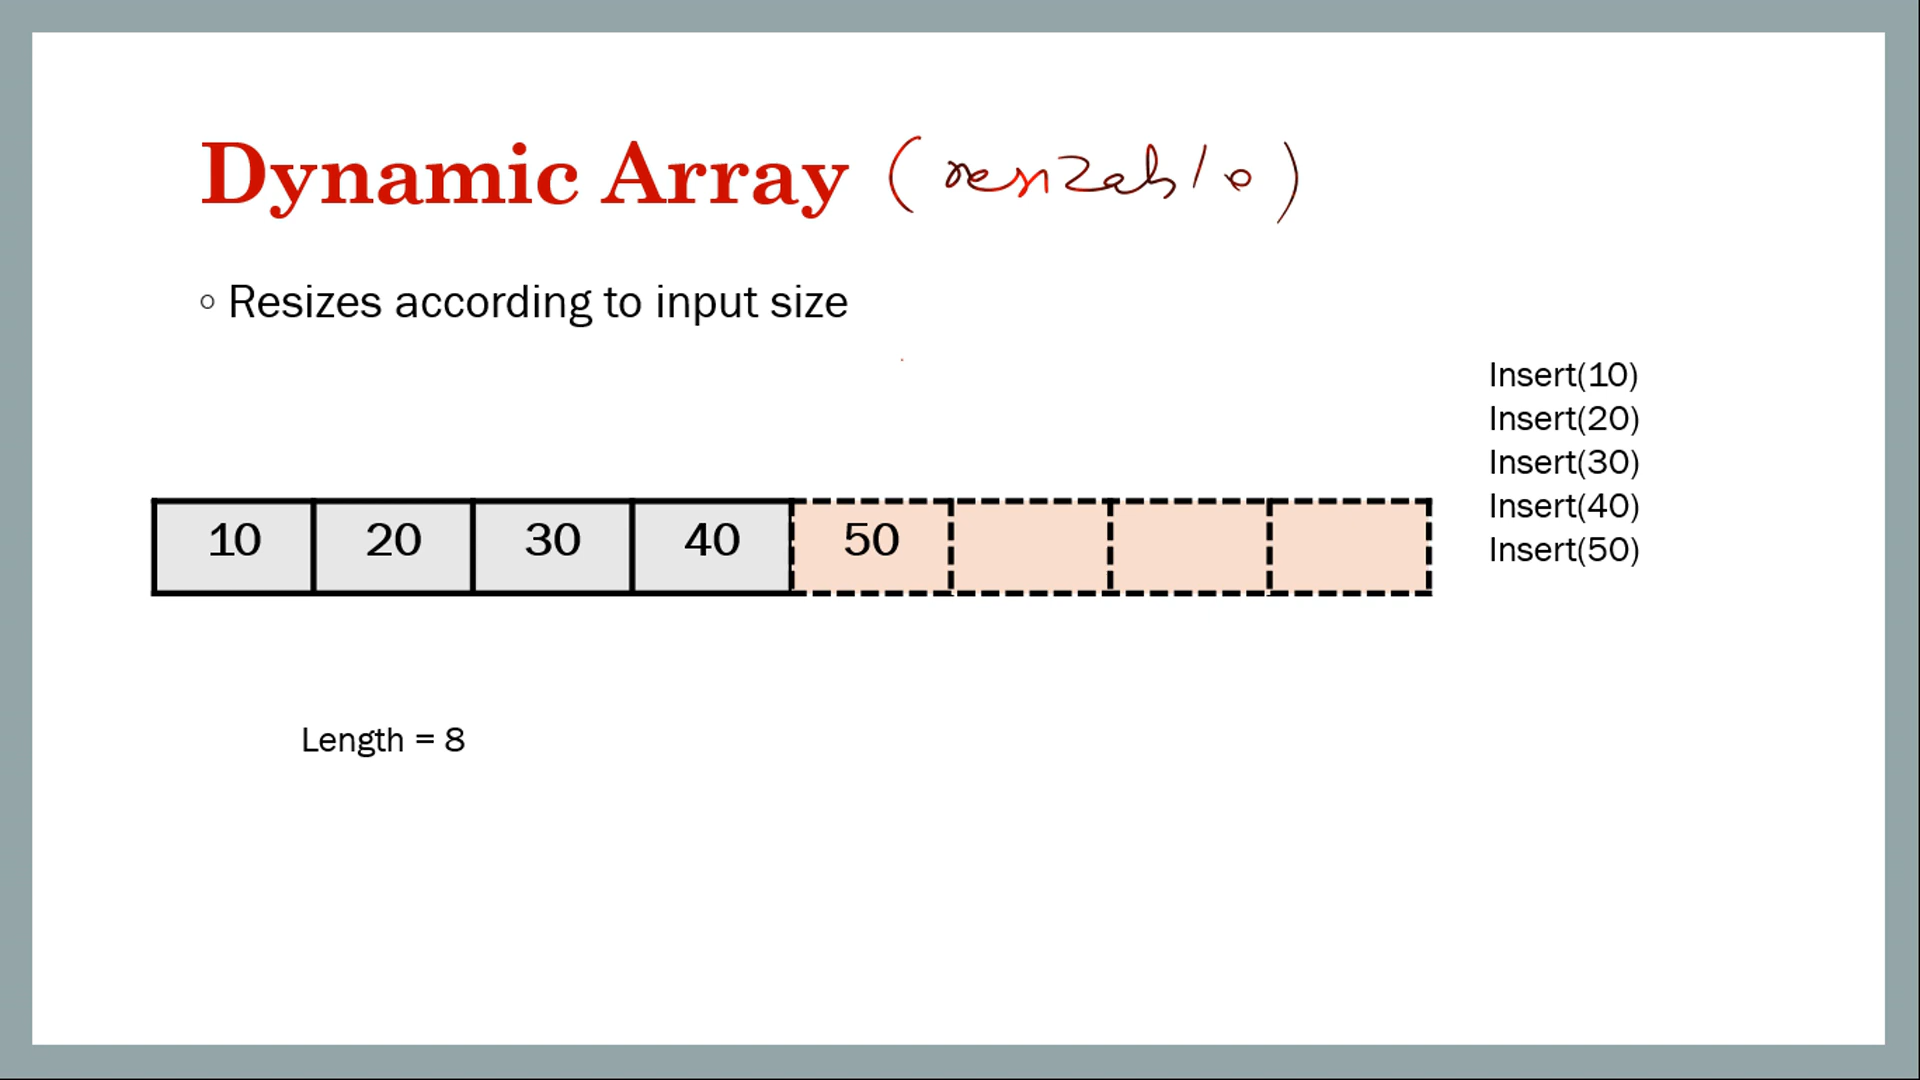 Dynamic Array (resizable)
◦ Resizes according to input size
Insert(10)
Insert(20)
Insert(30)
Insert(40)
Insert(50)
10 20 30 40 50
Length = 8